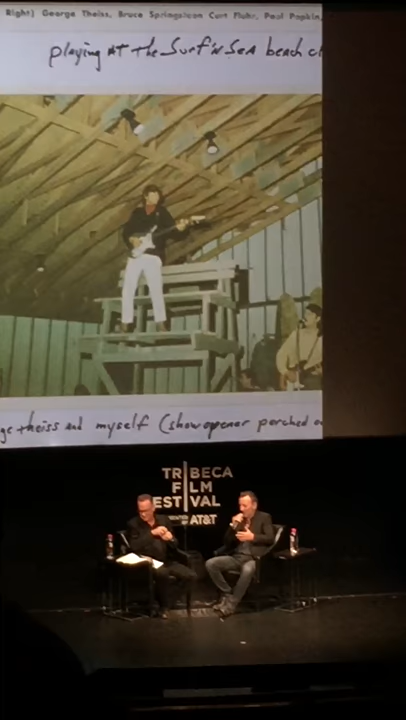 Right) George Theiss, Bruce Springsteen Curt Fluhr, Paul Popkin,
playing AT the Surf 'N SeA beach cl
ge theiss and myself (show opener perched o
TRIBECA
FILM
FESTIVAL
AT&T